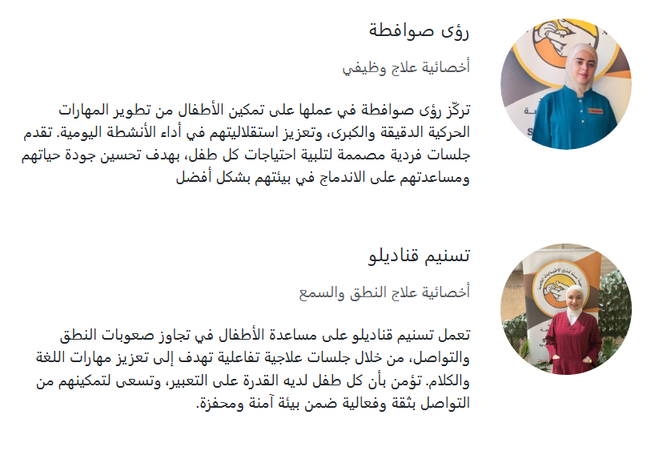 رؤى صوافطة
أخصائية علاج وظيفي
تركّز رؤى صوافطة في عملها على تمكين الأطفال من تطوير المهارات
الحركية الدقيقة والكبرى، وتعزيز استقلاليتهم في أداء الأنشطة اليومية. تقدم
جلسات فردية مصممة لتلبية احتياجات كل طفل، بهدف تحسين جودة حياتهم
ومساعدتهم على الاندماج في بيئتهم بشكل أفضل
تسنيم قناديلو
أخصائية علاج النطق والسمع
تعمل تسنيم قناديلو على مساعدة الأطفال في تجاوز صعوبات النطق
والتواصل، من خلال جلسات علاجية تفاعلية تهدف إلى تعزيز مهارات اللغة
والكلام. تؤمن بأن كل طفل لديه القدرة على التعبير، وتسعى لتمكينهم من
التواصل بثقة وفعالية ضمن بيئة آمنة ومحفزة.